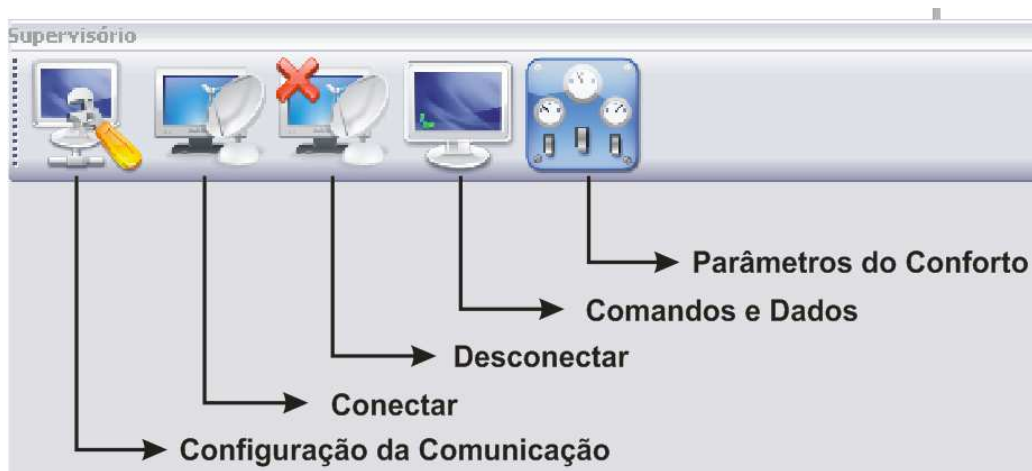 Supervisório
Parâmetros do Conforto
Comandos e Dados
Desconectar
Conectar
Configuração da Comunicação